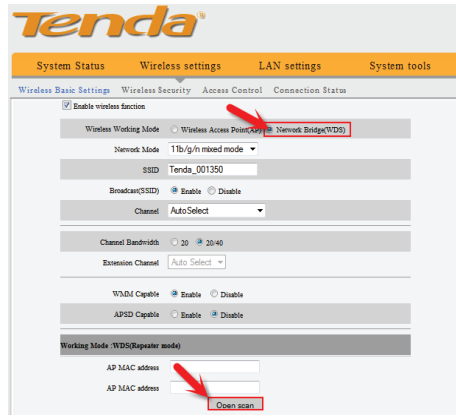 Tenda®
System Status Wireless settings LAN settings System tools
Wireless Basic Settings Wireless Security Access Control Connection Status
Enable wireless function
Wireless Working Mode Wireless Access Point(AP) Network Bridge(WDS)
Network Mode 11b/g/n mixed mode
SSID Tenda_001350
Broadcast(SSID) Enable Disable
Channel AutoSelect
Channel Bandwidth 20 20/40
Extension Channel Auto Select
WMM Capable Enable Disable
APSD Capable Enable Disable
Working Mode :WDS(Repeater mode)
AP MAC address
AP MAC address
Open scan